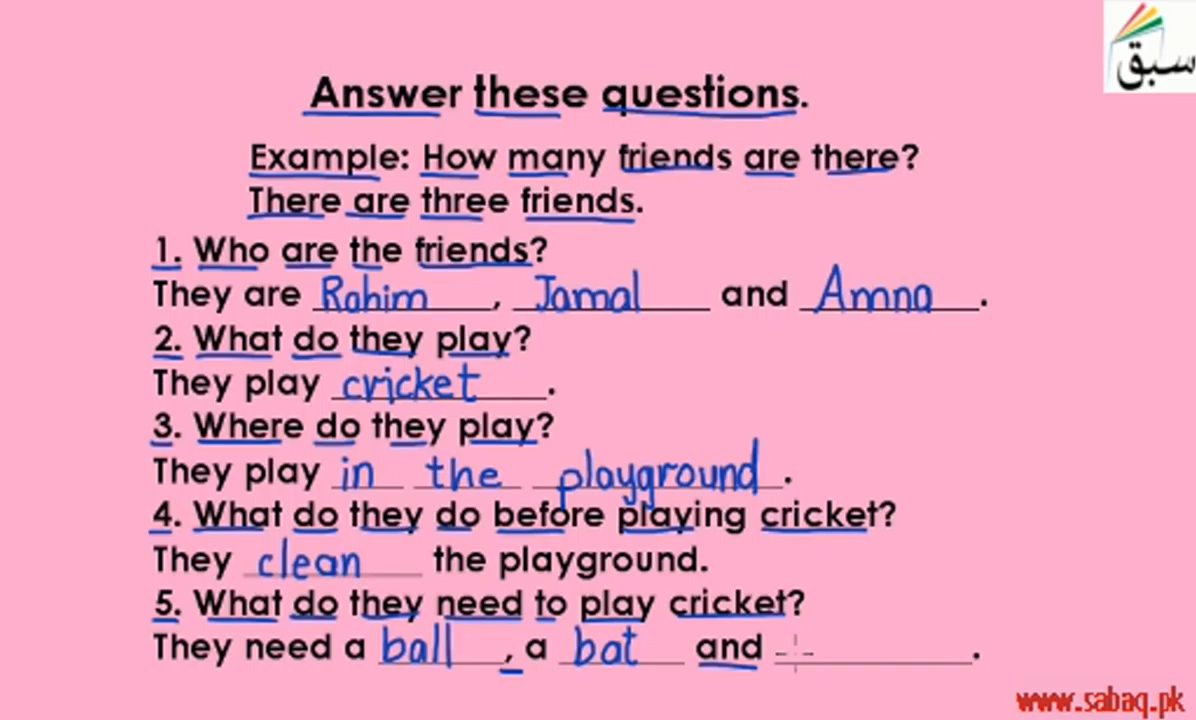 سبق
Answer these questions.
Example: How many friends are there?
There are three friends.
1. Who are the friends?
They are Rahim, Jamal and Amna.
2. What do they play?
They play cricket.
3. Where do they play?
They play in the playground.
4. What do they do before playing cricket?
They clean the playground.
5. What do they need to play cricket?
They need a ball, a bat and ______.
www.sabaq.pk